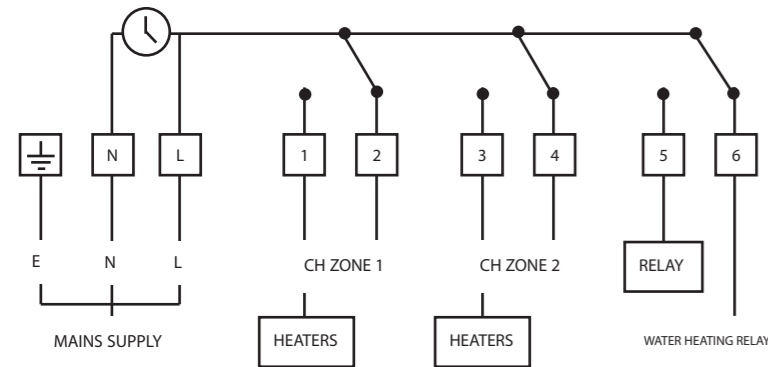 N L 1 2 3 4 5 6
E N L CH ZONE 1 CH ZONE 2 RELAY
MAINS SUPPLY HEATERS HEATERS WATER HEATING RELAY